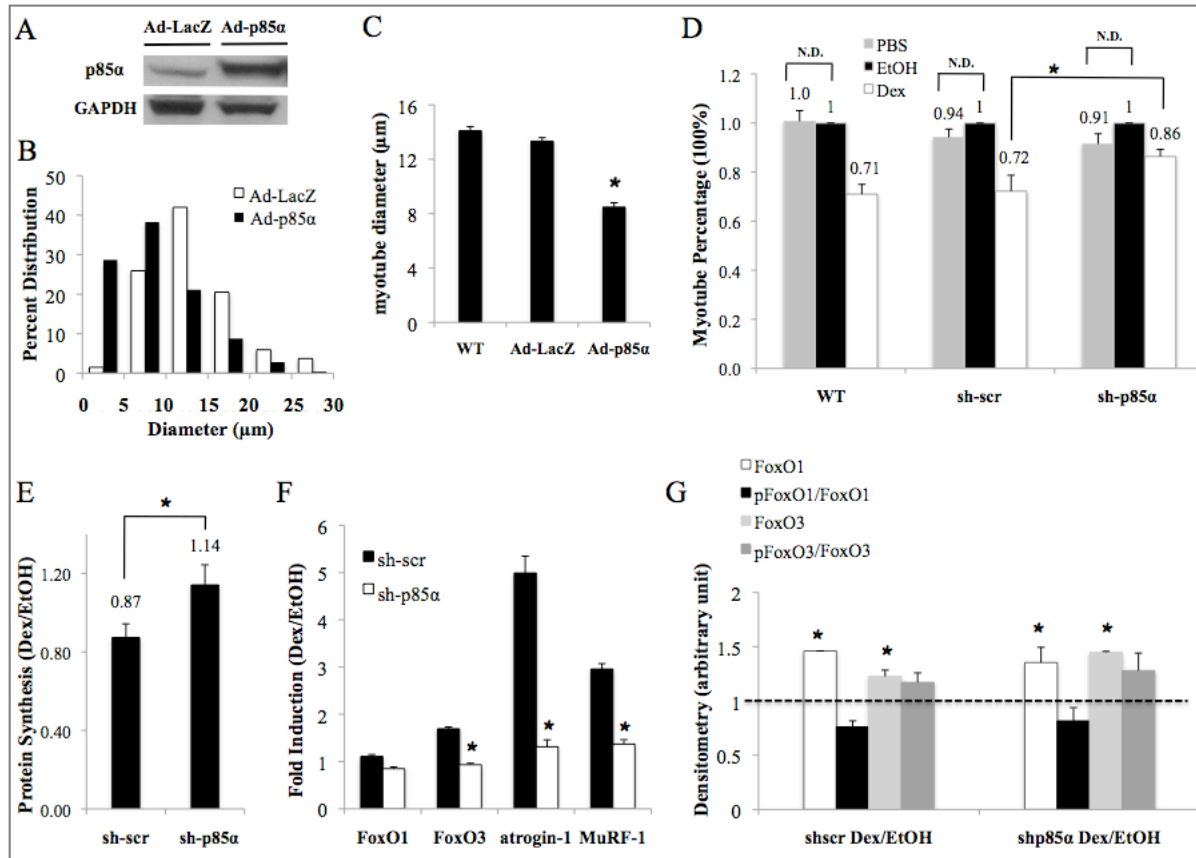 A
Ad-LacZ Ad-p85α
p85α
GAPDH
B
Percent Distribution
50
40
30
20
10
0
Ad-LacZ
Ad-p85α
0 5 10 15 20 25 30
Diameter (µm)
C
myotube diameter (µm)
16
12
8
4
0
*
WT Ad-LacZ Ad-p85α
D
PBS
EtOH
Dex
Myotube Percentage (100%)
1.2
1.0
0.8
0.6
0.4
0.2
0.0
N.D.
N.D.
N.D.
*
1.0 1 0.71
0.94 1 0.72
0.91 1 0.86
WT sh-scr sh-p85α
E
Protein Synthesis (Dex/EtOH)
1.20
0.80
0.40
0.00
*
0.87
1.14
sh-scr sh-p85α
F
Fold Induction (Dex/EtOH)
6
5
4
3
2
1
0
sh-scr
sh-p85α
* * *
FoxO1 FoxO3 atrogin-1 MuRF-1
G
FoxO1
pFoxO1/FoxO1
FoxO3
pFoxO3/FoxO3
Densitometry (arbitrary unit)
2
1.5
1
0.5
0
* * * *
shscr Dex/EtOH shp85α Dex/EtOH